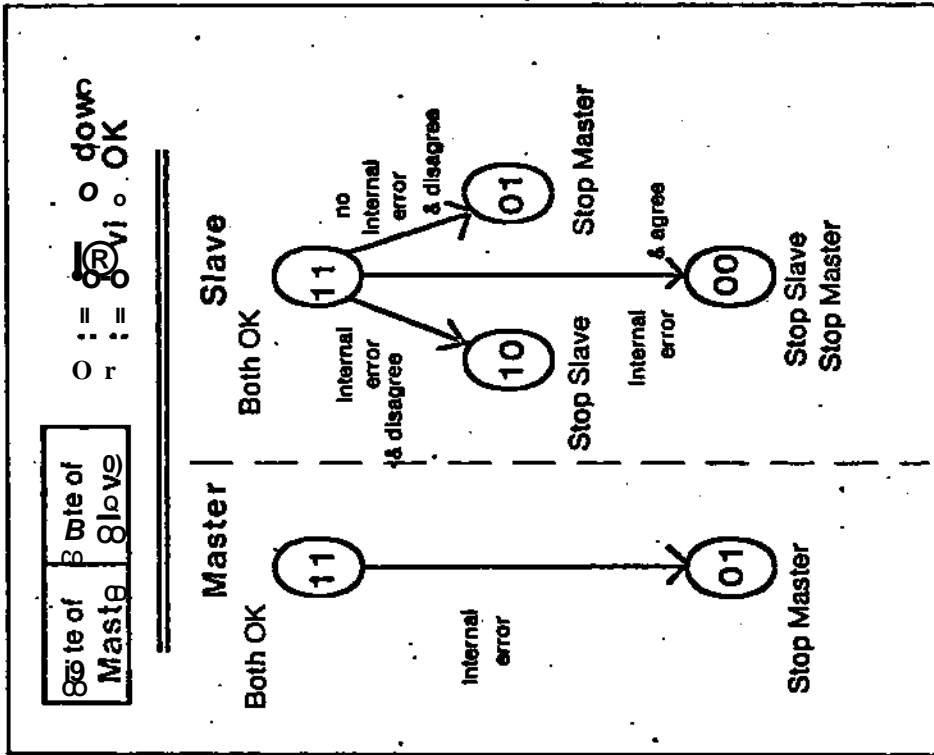 Master
Both OK
11
Internal
error
01
Stop Master
Slave
Both OK
11
Internal
error
& disagree
10
Stop Slave
no
Internal
error
& disagree
01
Stop Master
Internal
error
& agree
00
Stop Slave
Stop Master
OK